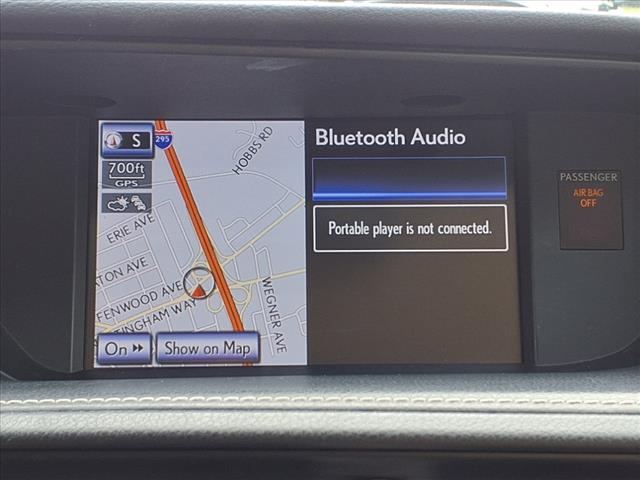 S
295
HOBBS RD
700ft
GPS
ERIE AVE
TON AVE
FENWOOD AVE
TINGHAM WAY
WEGNER AVE
On
Show on Map
Bluetooth Audio
Portable player is not connected.
PASSENGER
AIR BAG
OFF